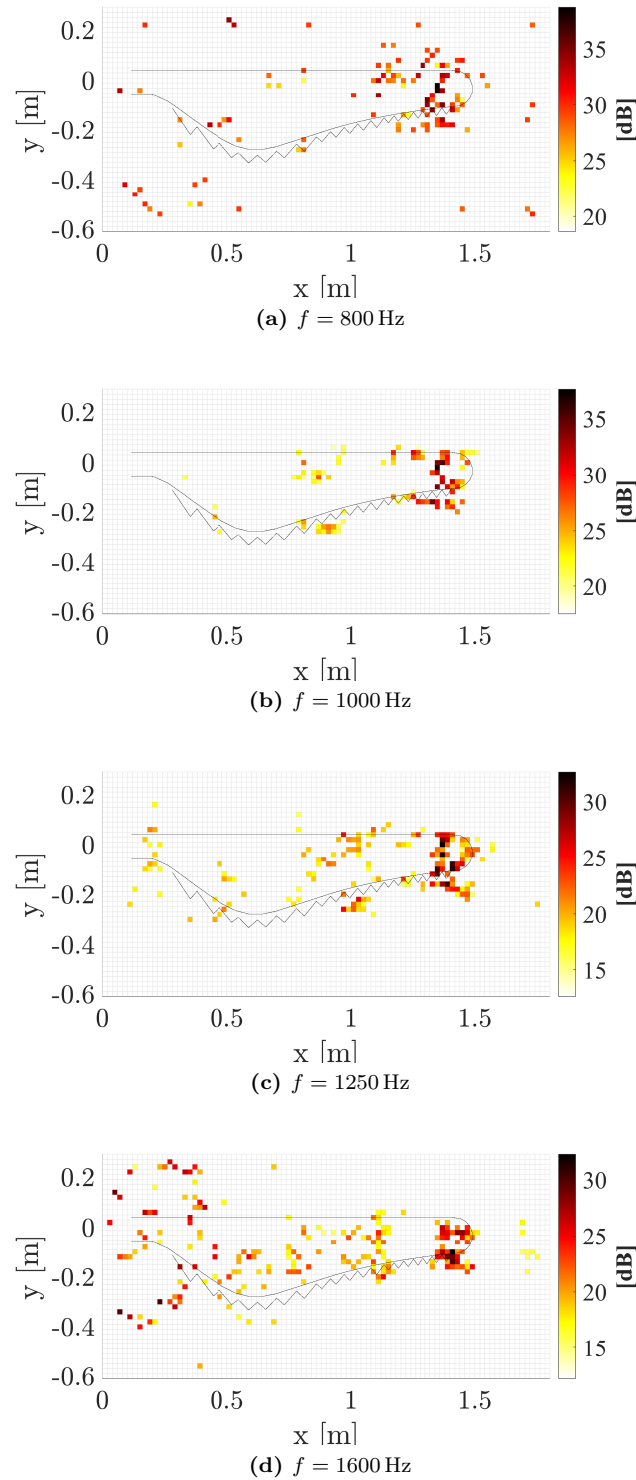 0.2
0
-0.2
-0.4
-0.6
y [m]
0 0.5 1 1.5
x [m]
35
30
25
20
[dB]
(a) f = 800 Hz
0.2
0
-0.2
-0.4
-0.6
y [m]
0 0.5 1 1.5
x [m]
35
30
25
20
[dB]
(b) f = 1000 Hz
0.2
0
-0.2
-0.4
-0.6
y [m]
0 0.5 1 1.5
x [m]
30
25
20
15
[dB]
(c) f = 1250 Hz
0.2
0
-0.2
-0.4
-0.6
y [m]
0 0.5 1 1.5
x [m]
30
25
20
15
[dB]
(d) f = 1600 Hz